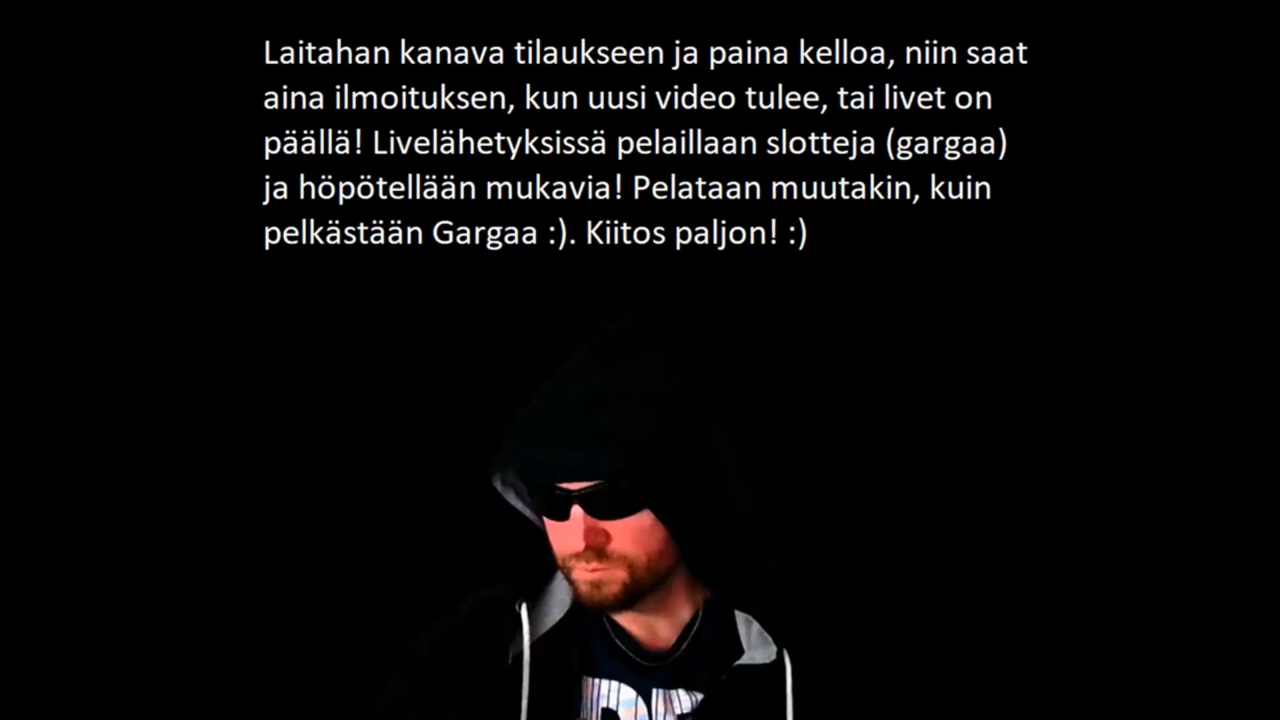 Laitahan kanava tilaukseen ja paina kelloa, niin saat
aina ilmoituksen, kun uusi video tulee, tai livet on
päällä! Livelähetyksissä pelaillaan slotteja (gargaa)
ja höpötellään mukavia! Pelataan muutakin, kuin
pelkästään Gargaa :). Kiitos paljon! :)